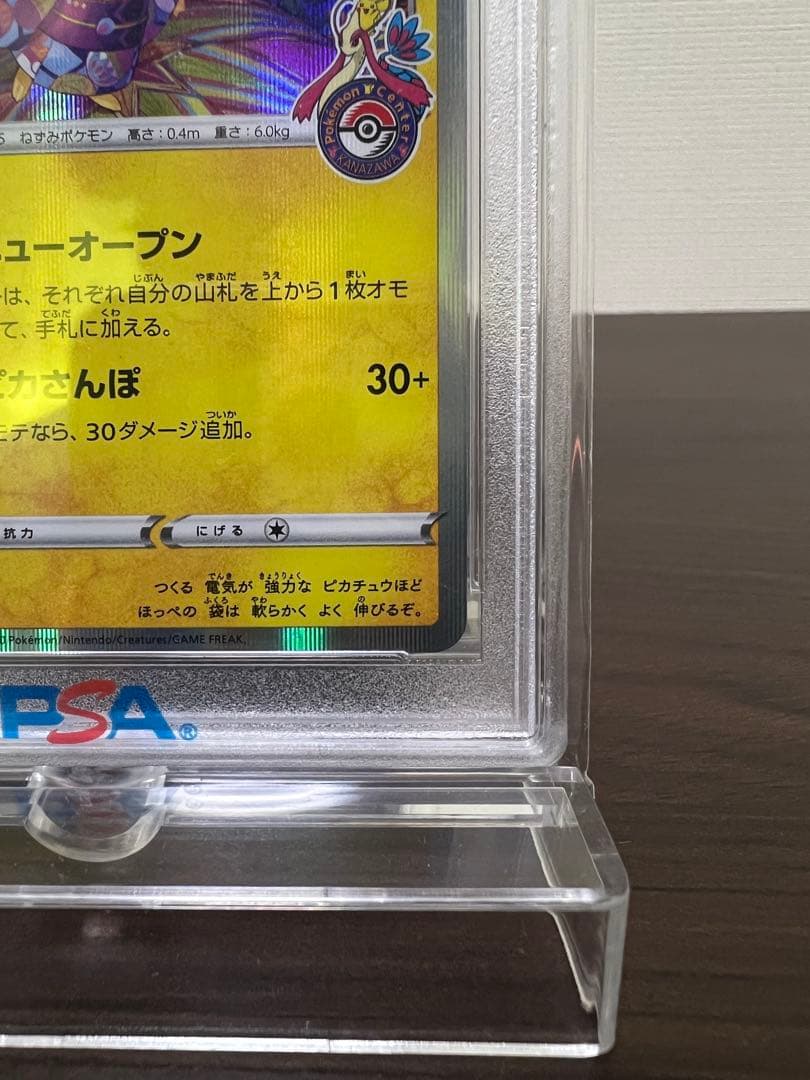 Pokémon Center
KANAZAWA
ねずみポケモン 高さ:0.4m 重さ:6.0kg
ューオープン
は、それぞれ自分の山札を上から1枚オモ
て、手札に加える。
カさんぽ 30+
モテなら、30ダメージ追加。
抗力 にげる
つくる 電気が 強力な ピカチュウほど
ほっぺの 袋は 軟らかく よく 伸びるぞ。
Pokémon/Nintendo/Creatures/GAME FREAK.
PSA®